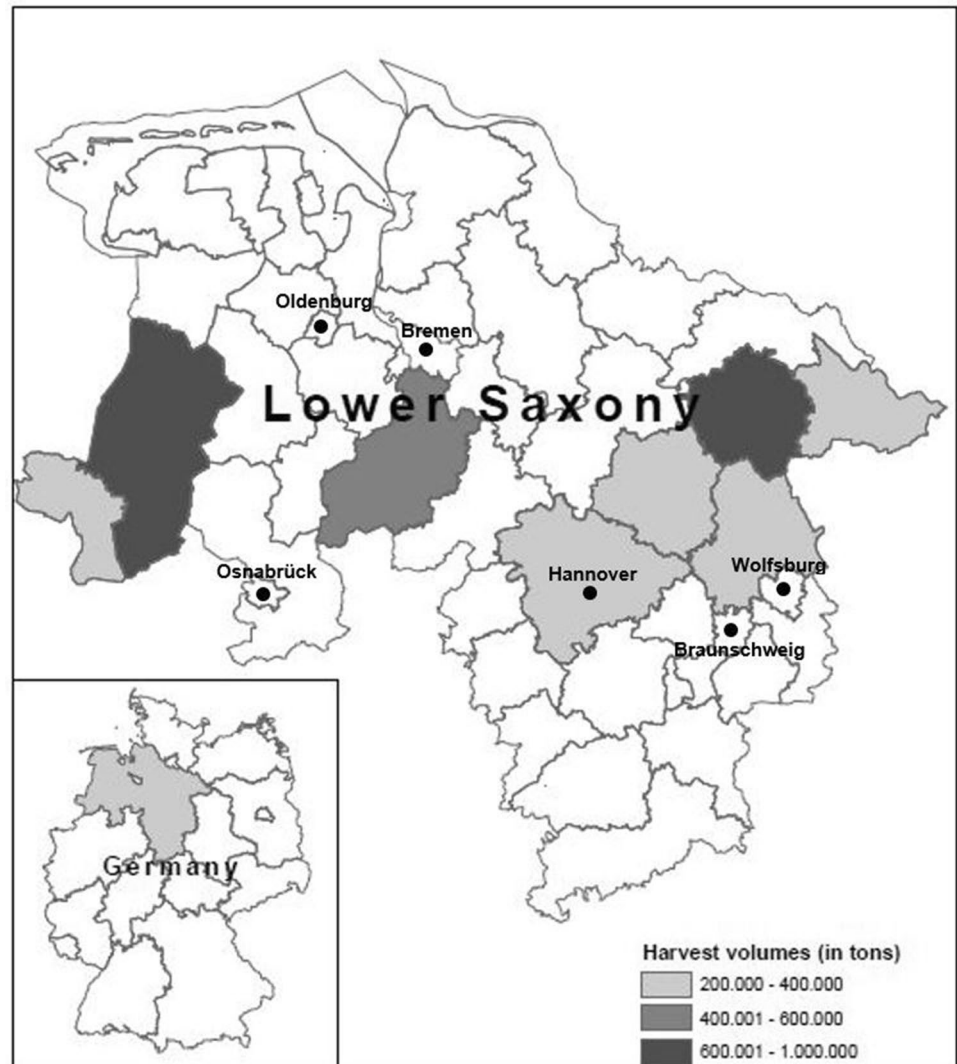 Oldenburg
Bremen
Lower Saxony
Osnabrück
Hannover
Wolfsburg
Braunschweig
Germany
Harvest volumes (in tons)
200.000 - 400.000
400.001 - 600.000
600.001 - 1.000.000